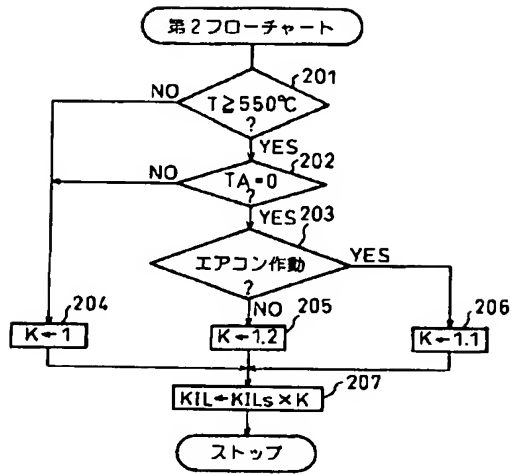 第2フローチャート
201
NO
T≧550℃
?
YES
202
NO
TA=0
?
YES
203
エアコン作動
?
YES
NO
204
K←1
205
K←1.2
206
K←1.1
207
KIL←KILs×K
ストップ